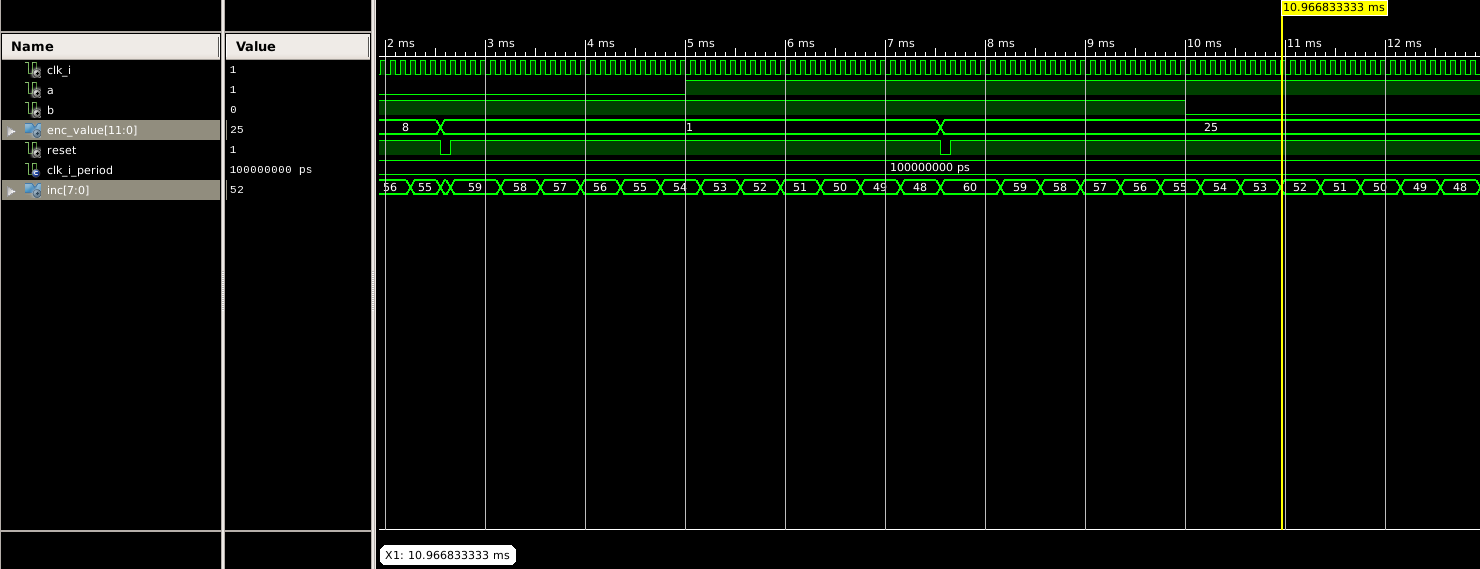 10.966833333 ms
Name Value
2 ms 3 ms 4 ms 5 ms 6 ms 7 ms 8 ms 9 ms 10 ms 11 ms 12 ms
clk_i 1
a 1
b 0
enc_value[11:0] 25 8 1 25
reset 1
clk_i_period 100000000 ps 100000000 ps
inc[7:0] 52 56 55 59 58 57 56 55 54 53 52 51 50 49 48 60 59 58 57 56 55 54 53 52 51 50 49 48
X1: 10.966833333 ms